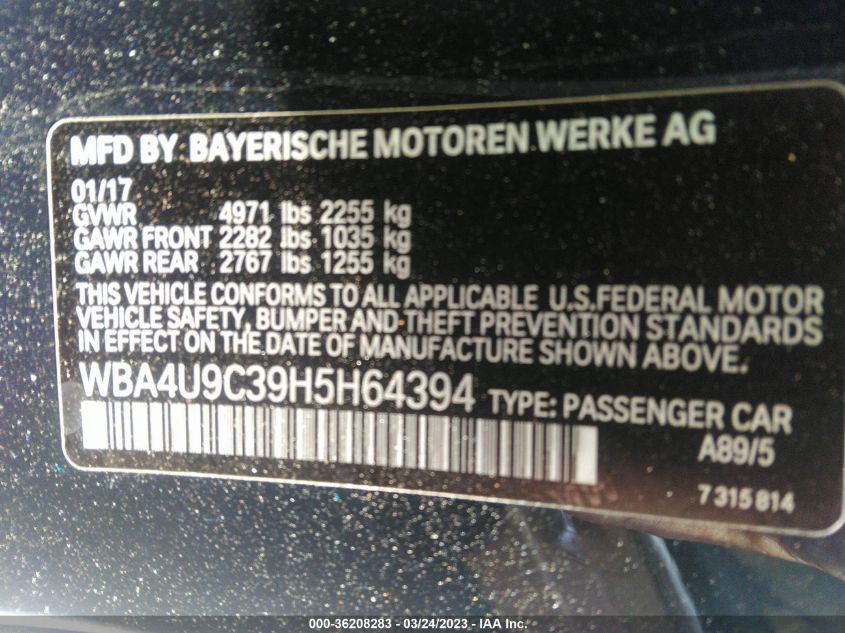 MFD BY BAYERISCHE MOTOREN WERKE AG
01/17
GVWR 4971 lbs 2255 kg
GAWR FRONT 2282 lbs 1035 kg
GAWR REAR 2767 lbs 1255 kg
THIS VEHICLE CONFORMS TO ALL APPLICABLE U.S.FEDERAL MOTOR
VEHICLE SAFETY, BUMPER AND THEFT PREVENTION STANDARDS
IN EFFECT ON THE DATE OF MANUFACTURE SHOWN ABOVE.
WBA4U9C39H5H64394 TYPE: PASSENGER CAR
A89/5
7 315 814
000-36208283 - 03/24/2023 - IAA Inc.